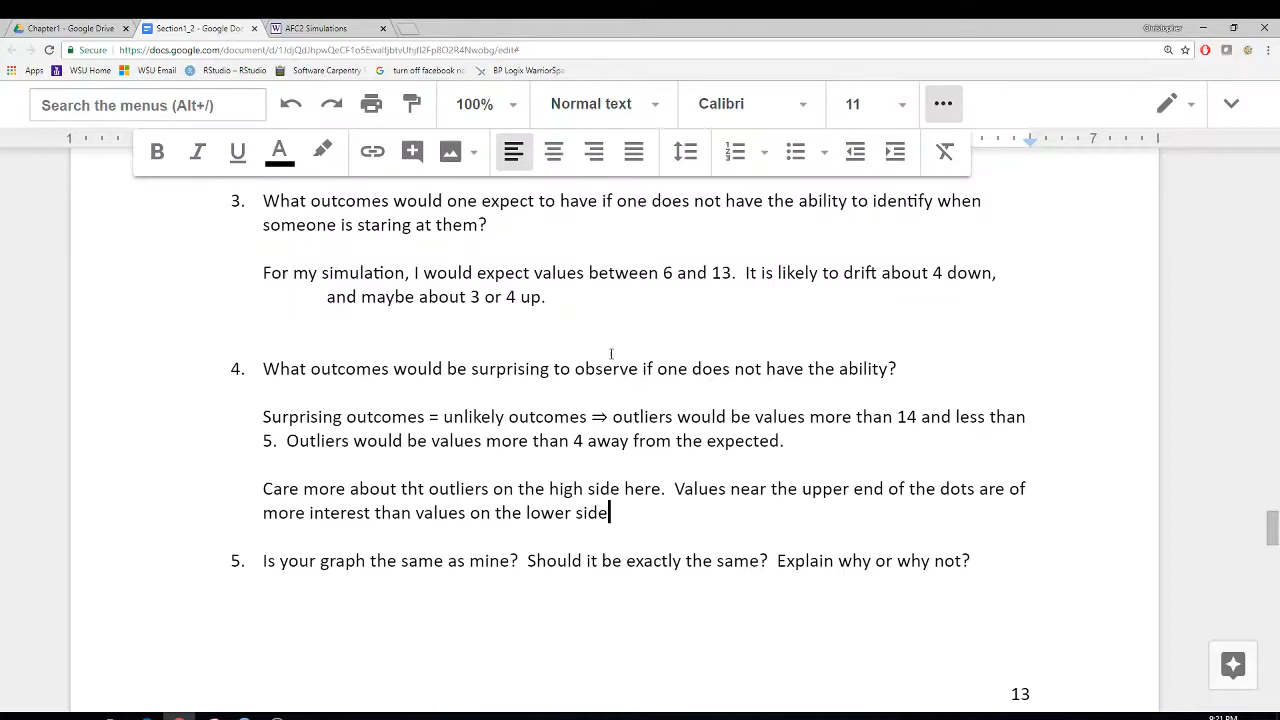 Chapter1 - Google Drive
Section1_2 - Google Doc
AFC2 Simulations
Christopher
Secure
Apps
WSU Home
WSU Email
RStudio – RStudio
Software Carpentry
turn off facebook
BP Logix WarriorSp
Search the menus (Alt+/)
100%
Normal text
Calibri
11
1
7
3. What outcomes would one expect to have if one does not have the ability to identify when
someone is staring at them?
For my simulation, I would expect values between 6 and 13. It is likely to drift about 4 down,
and maybe about 3 or 4 up.
4. What outcomes would be surprising to observe if one does not have the ability?
Surprising outcomes = unlikely outcomes ⇒ outliers would be values more than 14 and less than
5. Outliers would be values more than 4 away from the expected.
Care more about tht outliers on the high side here. Values near the upper end of the dots are of
more interest than values on the lower side
5. Is your graph the same as mine? Should it be exactly the same? Explain why or why not?
13
9:21 PM